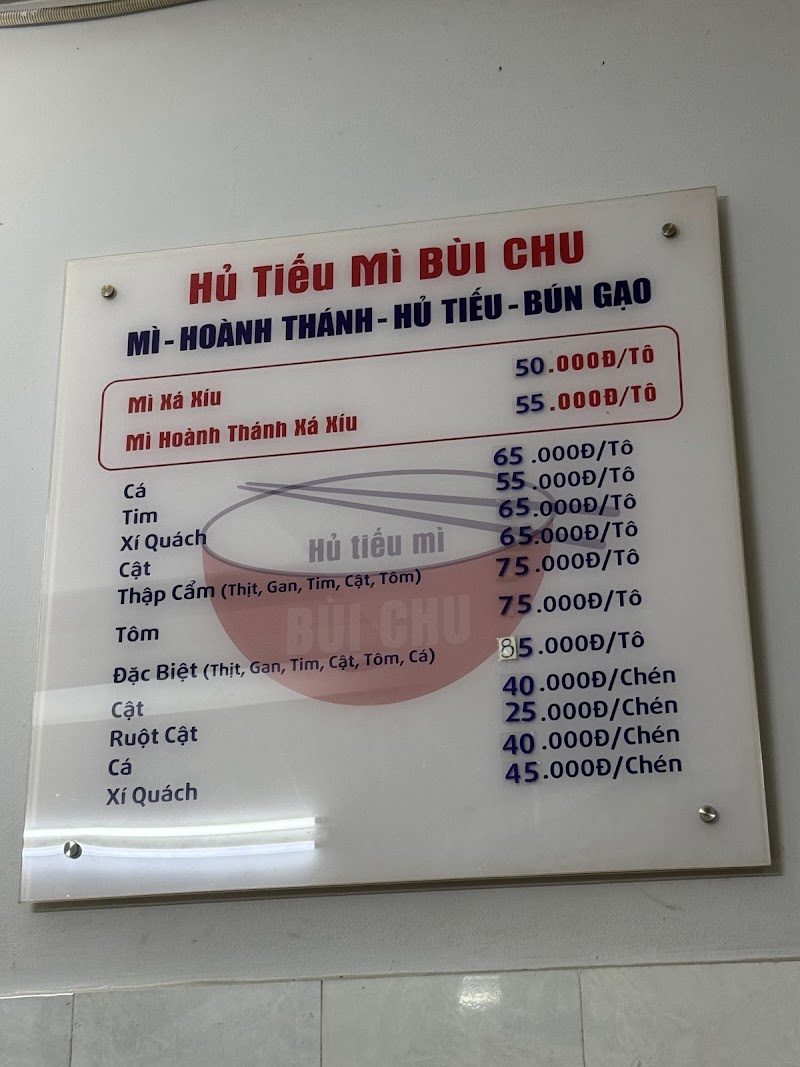 Hủ Tiếu Mì BÙI CHU
MÌ - HOÀNH THÁNH - HỦ TIẾU - BÚN GẠO
Mì Xá Xíu 50.000Đ/Tô
Mì Hoành Thánh Xá Xíu 55.000Đ/Tô
Cá 65.000Đ/Tô
Tim 55.000Đ/Tô
Xí Quách 65.000Đ/Tô
Cật 65.000Đ/Tô
Thập Cẩm (Thịt, Gan, Tim, Cật, Tôm) 75.000Đ/Tô
Tôm 75.000Đ/Tô
Đặc Biệt (Thịt, Gan, Tim, Cật, Tôm, Cá) 85.000Đ/Tô
Cật 40.000Đ/Chén
Ruột Cật 25.000Đ/Chén
Cá 40.000Đ/Chén
Xí Quách 45.000Đ/Chén
Hủ tiếu mì
BÙI CHU